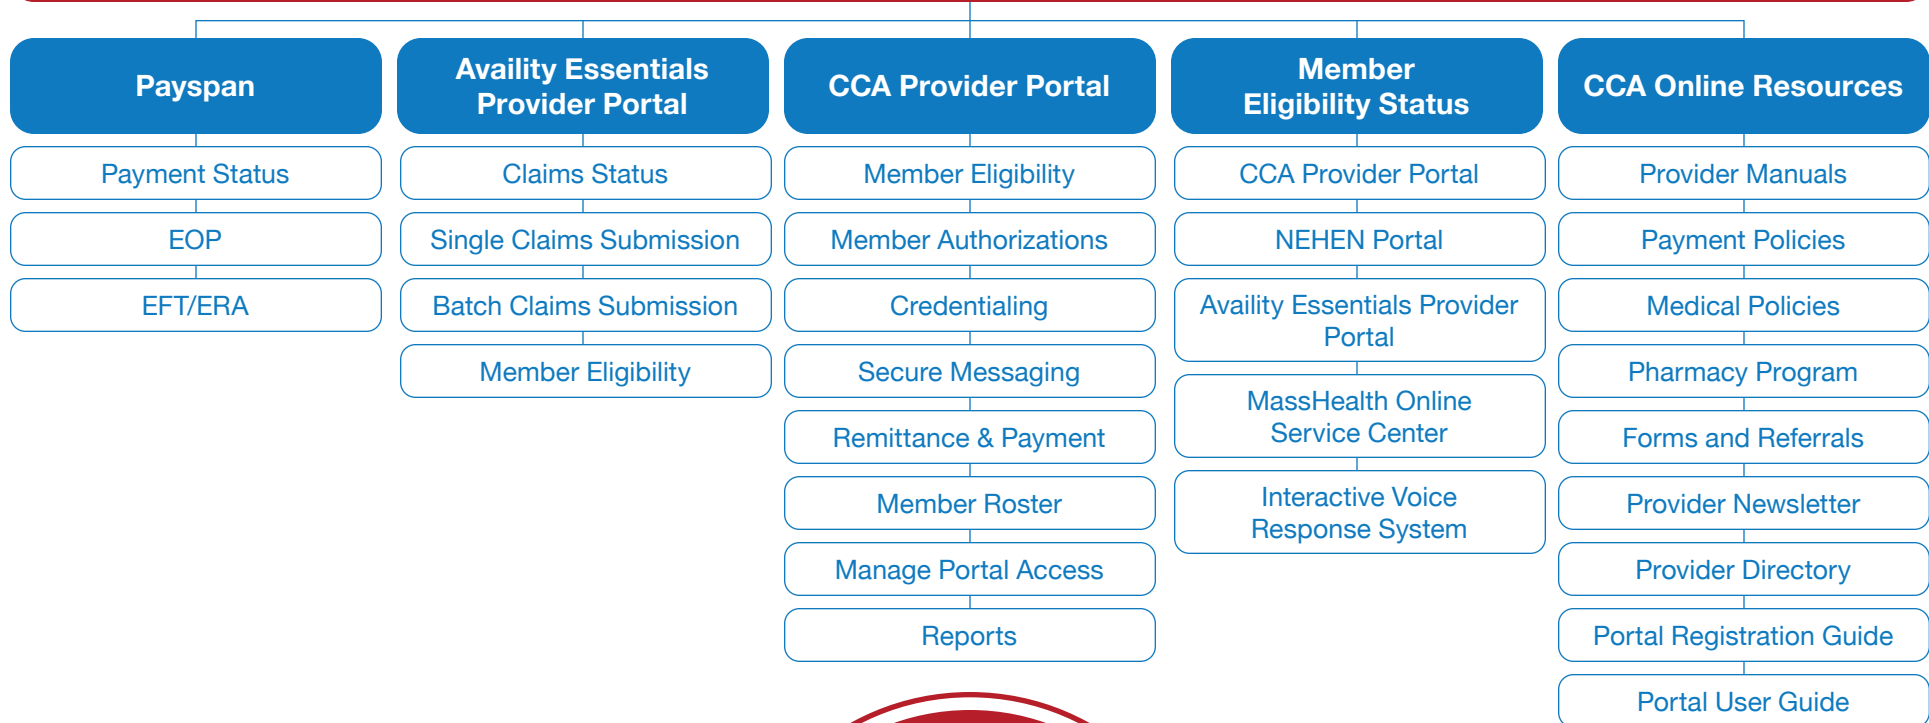 Payspan
Payment Status
EOP
EFT/ERA
Availity Essentials
Provider Portal
Claims Status
Single Claims Submission
Batch Claims Submission
Member Eligibility
CCA Provider Portal
Member Eligibility
Member Authorizations
Credentialing
Secure Messaging
Remittance & Payment
Member Roster
Manage Portal Access
Reports
Member
Eligibility Status
CCA Provider Portal
NEHEN Portal
Availity Essentials Provider
Portal
MassHealth Online
Service Center
Interactive Voice
Response System
CCA Online Resources
Provider Manuals
Payment Policies
Medical Policies
Pharmacy Program
Forms and Referrals
Provider Newsletter
Provider Directory
Portal Registration Guide
Portal User Guide